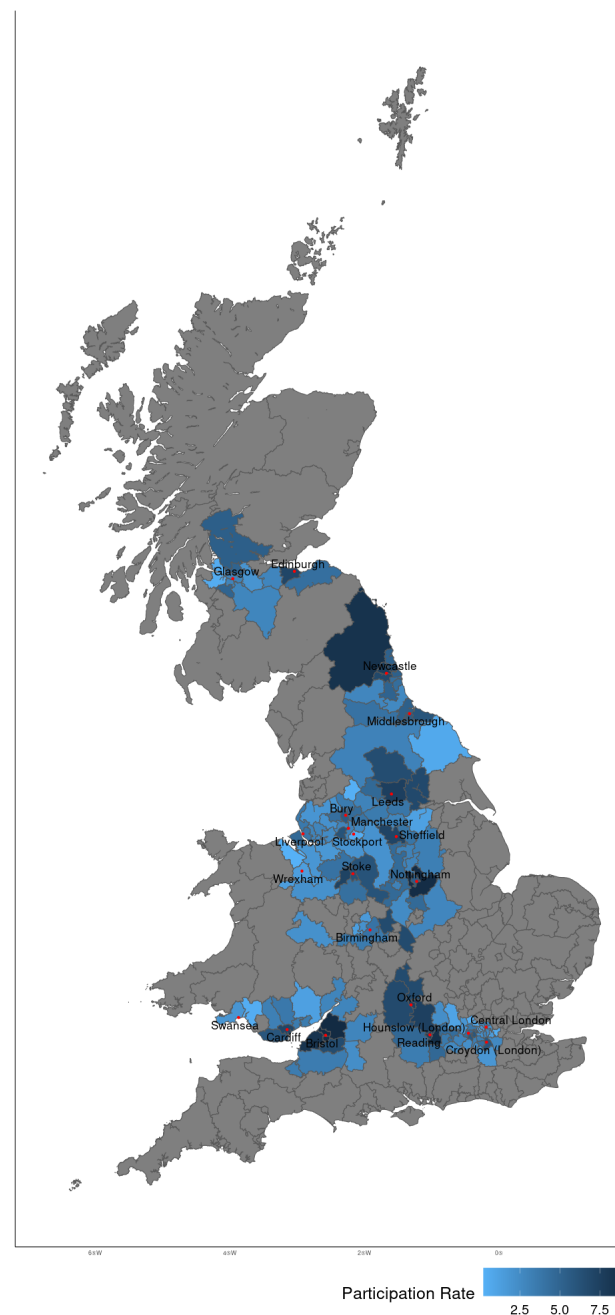 Edinburgh
Glasgow
Newcastle
Middlesbrough
Leeds
Bury
Manchester
Sheffield
Liverpool
Stockport
Stoke
Wrexham
Nottingham
Birmingham
Oxford
Central London
Swansea
Hounslow (London)
Cardiff
Bristol
Reading
Croydon (London)
6°W 4°W 2°W 0°
Participation Rate
2.5 5.0 7.5